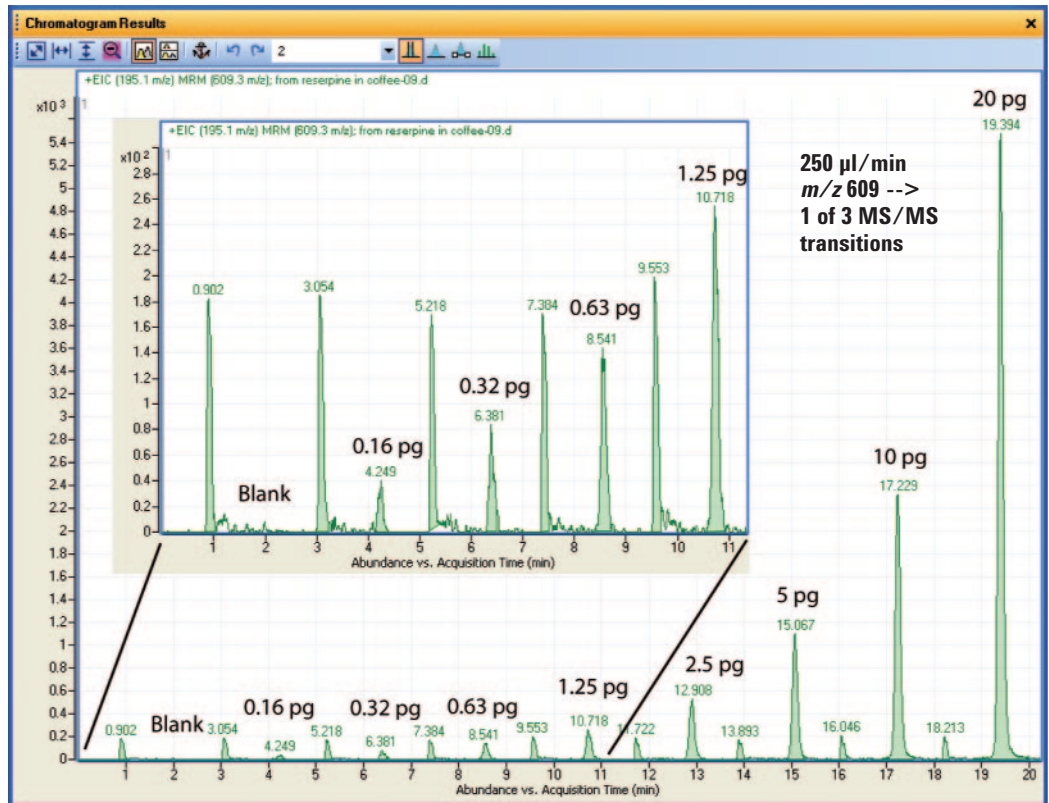 Chromatogram Results
2
+EIC (195.1 m/z) MRM (609.3 m/z); from reserpine in coffee-09.d
x10 3
1
5.4
5.2
5
4.8
4.6
4.4
4.2
4
3.8
3.6
3.4
3.2
3
2.8
2.6
2.4
2.2
2
1.8
1.6
1.4
1.2
1
0.8
0.6
0.4
0.2
0
+EIC (195.1 m/z) MRM (609.3 m/z); from reserpine in coffee-09.d
x10 2
1
2.8
2.6
2.4
2.2
2
1.8
1.6
1.4
1.2
1
0.8
0.6
0.4
0.2
0
0.902
Blank
3.054
0.16 pg
4.249
5.218
0.32 pg
6.381
7.384
0.63 pg
8.541
9.553
1.25 pg
10.718
1 2 3 4 5 6 7 8 9 10 11
Abundance vs. Acquisition Time (min)
250 µl/min
m/z 609 -->
1 of 3 MS/MS
transitions
20 pg
19.394
10 pg
17.229
5 pg
15.067
2.5 pg
12.908
0.902
Blank
3.054
0.16 pg
4.249
5.218
0.32 pg
6.381
7.384
0.63 pg
8.541
9.553
1.25 pg
10.718
13.893
16.046
18.213
1 2 3 4 5 6 7 8 9 10 11 12 13 14 15 16 17 18 19 20
Abundance vs. Acquisition Time (min)